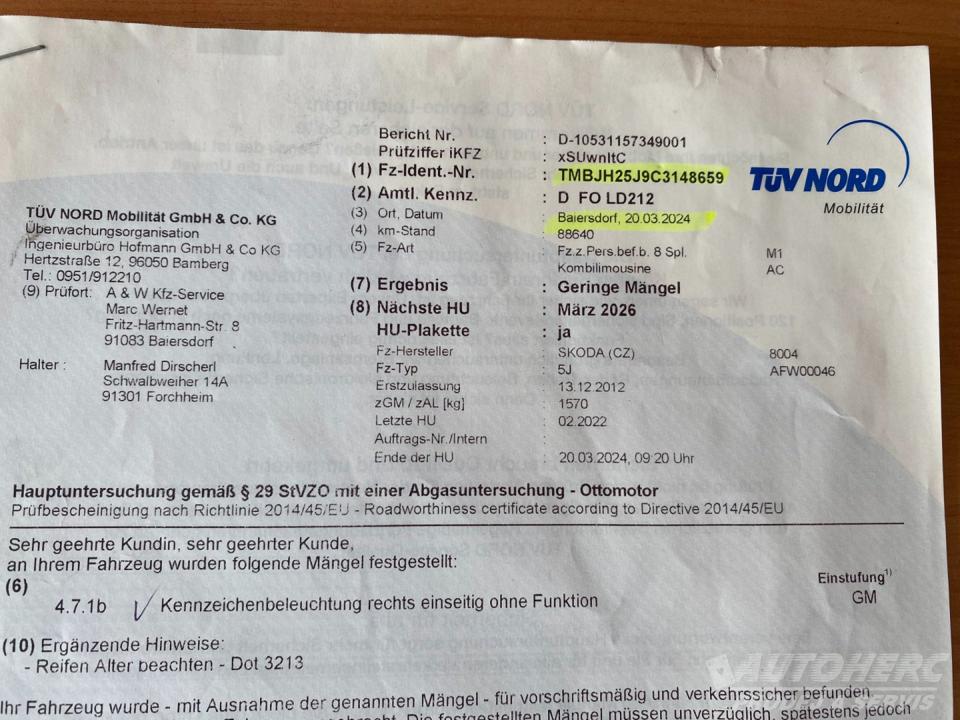 Bericht Nr. : D-10531157349001
Prüfziffer iKFZ : xSUwnItC
(1) Fz-Ident.-Nr. : TMBJH25J9C3148659
(2) Amtl. Kennz. : D FO LD212
(3) Ort, Datum : Baiersdorf, 20.03.2024
(4) km-Stand : 88640
(5) Fz-Art : Fz.z.Pers.bef.b. 8 Spl. M1
Kombilimousine AC
(7) Ergebnis : Geringe Mängel
(8) Nächste HU : März 2026
HU-Plakette : ja
Fz-Hersteller : SKODA (CZ) 8004
Fz-Typ : 5J AFW00046
Erstzulassung : 13.12.2012
zGM / zAL [kg] : 1570
Letzte HU : 02.2022
Auftrags-Nr./Intern :
Ende der HU : 20.03.2024, 09:20 Uhr
TÜV NORD
Mobilität
TÜV NORD Mobilität GmbH & Co. KG
Überwachungsorganisation
Ingenieurbüro Hofmann GmbH & Co KG
Hertzstraße 12, 96050 Bamberg
Tel.: 0951/912210
(9) Prüfort: A & W Kfz-Service
Marc Wernet
Fritz-Hartmann-Str. 8
91083 Baiersdorf
Halter : Manfred Dirscherl
Schwalbweiher 14A
91301 Forchheim
Hauptuntersuchung gemäß § 29 StVZO mit einer Abgasuntersuchung - Ottomotor
Prüfbescheinigung nach Richtlinie 2014/45/EU - Roadworthiness certificate according to Directive 2014/45/EU
Sehr geehrte Kundin, sehr geehrter Kunde,
an Ihrem Fahrzeug wurden folgende Mängel festgestellt:
(6) Einstufung1)
4.7.1b Kennzeichenbeleuchtung rechts einseitig ohne Funktion GM
(10) Ergänzende Hinweise:
- Reifen Alter beachten - Dot 3213
Ihr Fahrzeug wurde - mit Ausnahme der genannten Mängel - für vorschriftsmäßig und verkehrssicher befunden.
Die festgestellten Mängel müssen unverzüglich, spätestens jedoch
AUTOHERC